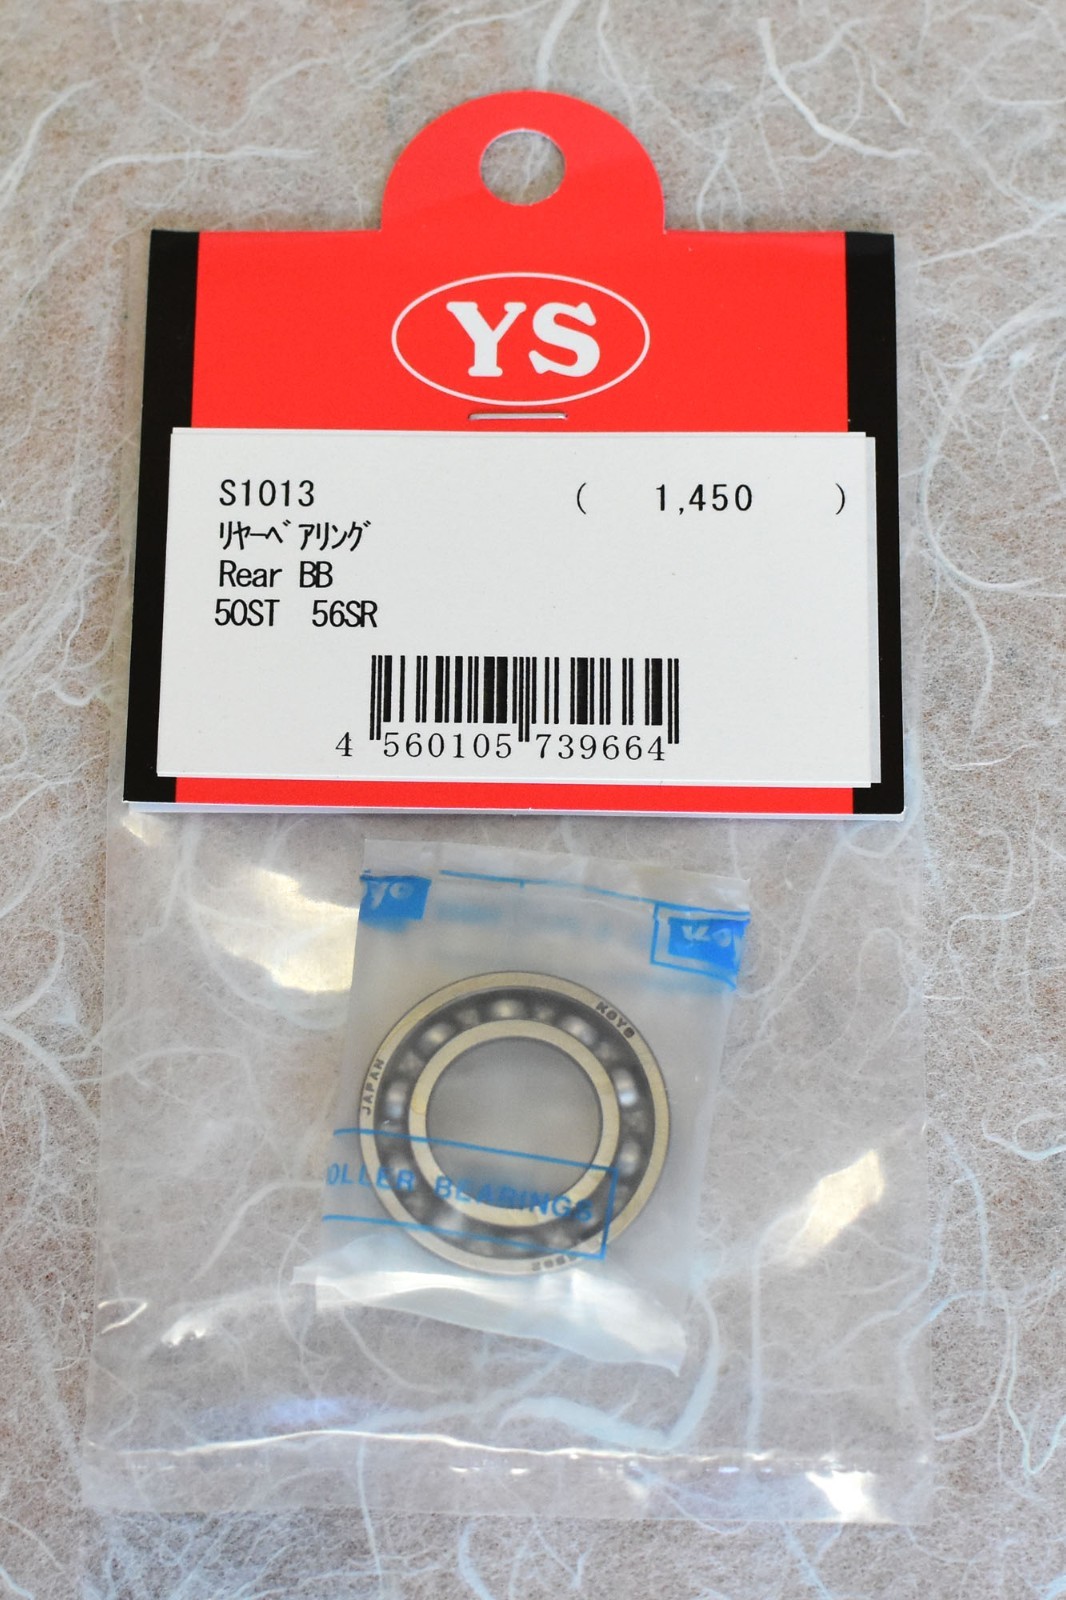 YS
S1013 ( 1,450 )
ﾘﾔｰﾍﾞｱﾘﾝｸﾞ
Rear BB
50ST 56SR
4 560105 739664
KOYO
JAPAN
OLLER BEARINGS